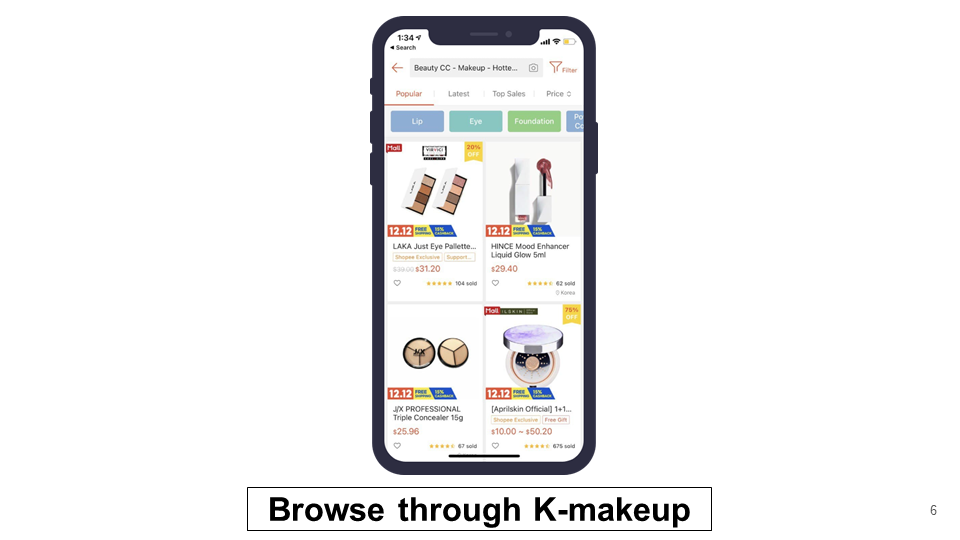 1:34
Search
Beauty CC - Makeup - Hotte...
Filter
Popular
Latest
Top Sales
Price
Lip
Eye
Foundation
Po
Co
Mall
20%
OFF
12.12 FREE SHIPPING 15% CASHBACK
12.12 FREE SHIPPING 15% CASHBACK
LAKA Just Eye Pallette...
Shopee Exclusive Support...
$39.00 $31.20
104 sold
HINCE Mood Enhancer
Liquid Glow 5ml
$29.40
62 sold
Korea
Mall
75%
OFF
J/X
12.12 FREE SHIPPING 15% CASHBACK
12.12 FREE SHIPPING 15% CASHBACK
J/X PROFESSIONAL
Triple Concealer 15g
$25.96
67 sold
[Aprilskin Official] 1+1...
Shopee Exclusive Free Gift
$10.00 ~ $50.20
675 sold
Browse through K-makeup
6